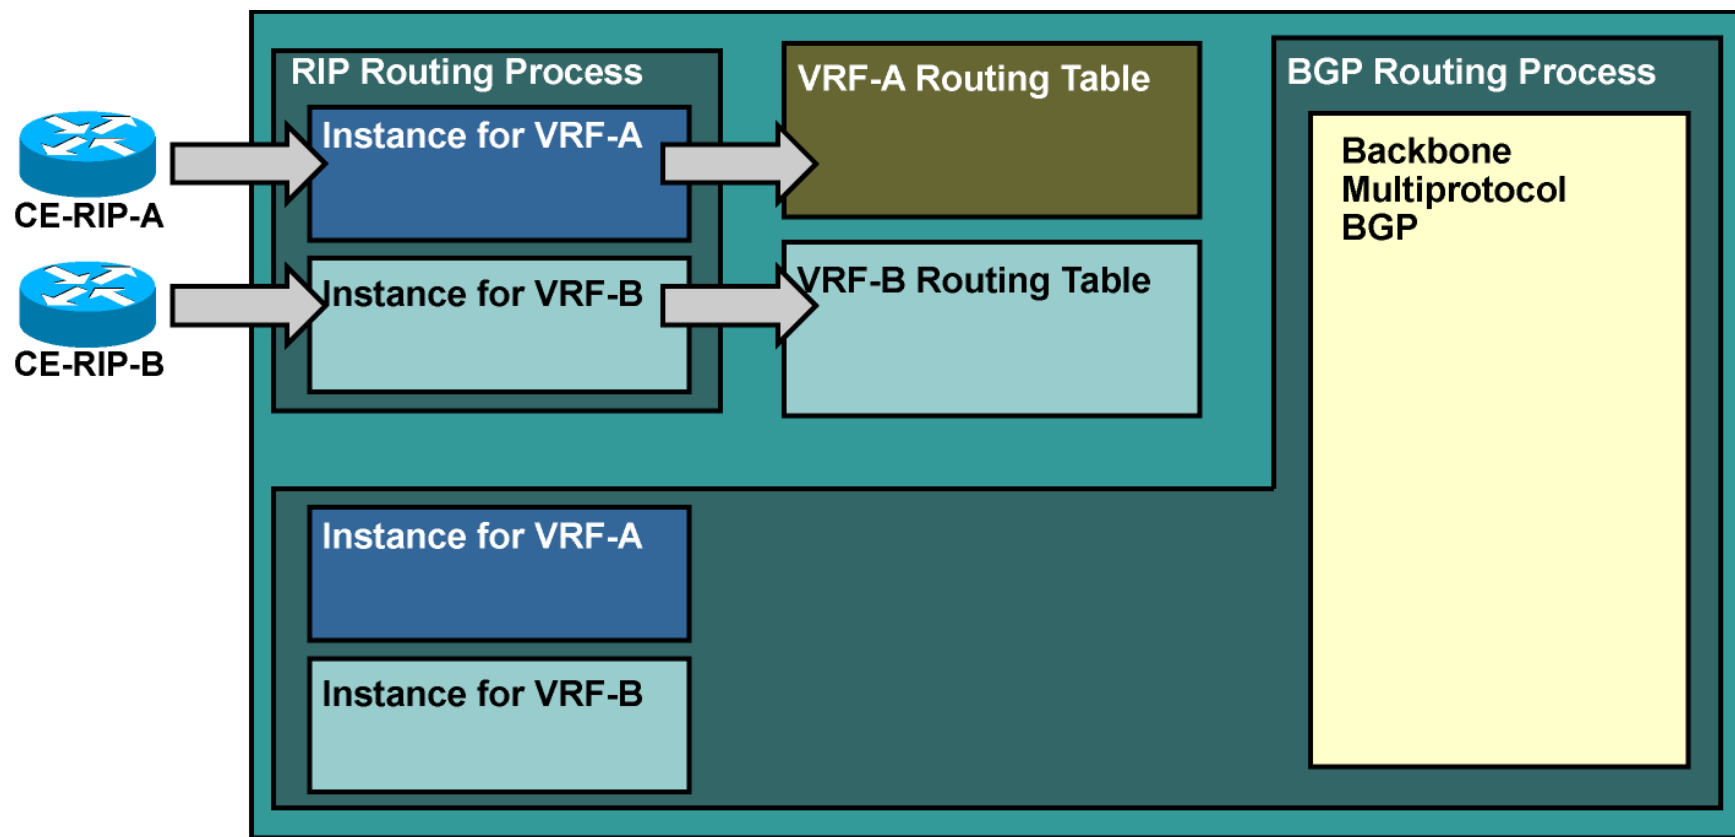 RIP Routing Process
Instance for VRF-A
Instance for VRF-B
CE-RIP-A
CE-RIP-B
VRF-A Routing Table
VRF-B Routing Table
BGP Routing Process
Backbone
Multiprotocol
BGP
Instance for VRF-A
Instance for VRF-B